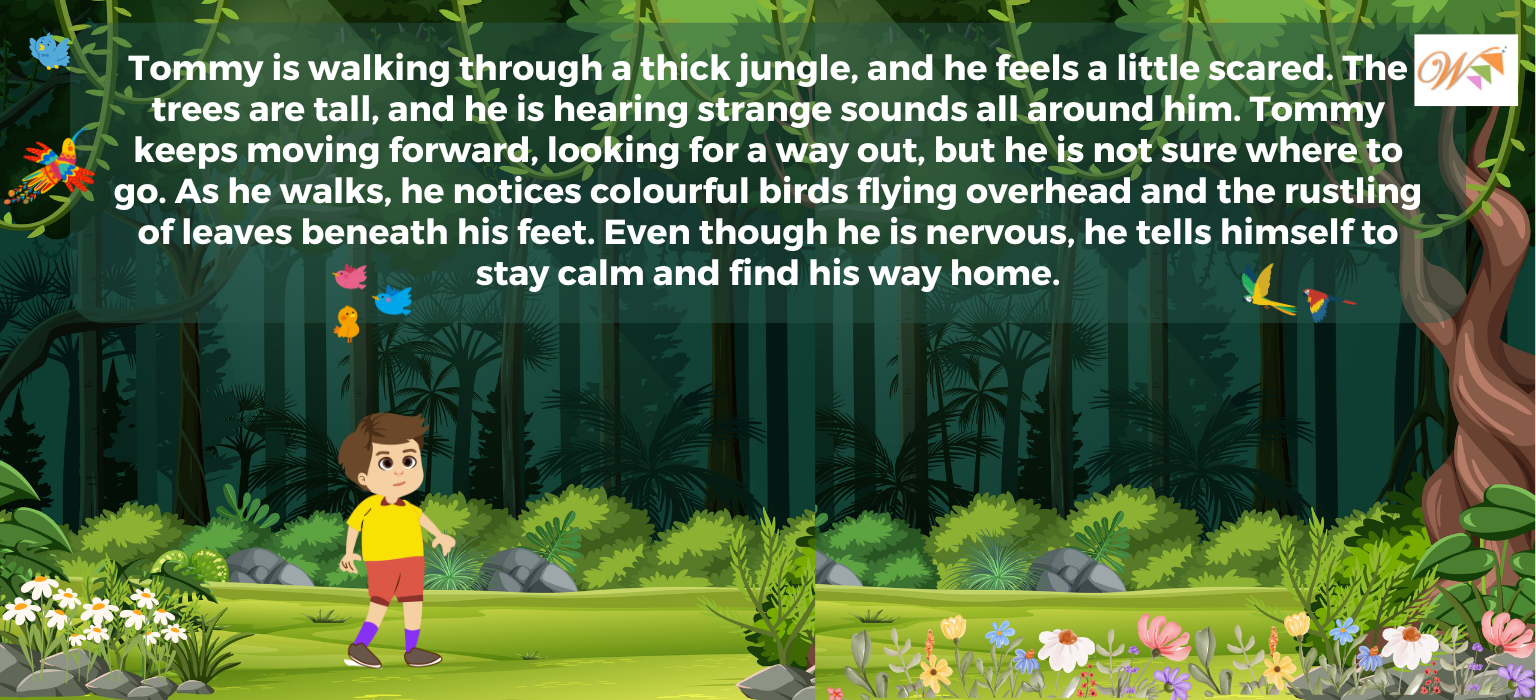 Tommy is walking through a thick jungle, and he feels a little scared. The
trees are tall, and he is hearing strange sounds all around him. Tommy
keeps moving forward, looking for a way out, but he is not sure where to
go. As he walks, he notices colourful birds flying overhead and the rustling
of leaves beneath his feet. Even though he is nervous, he tells himself to
stay calm and find his way home.
W